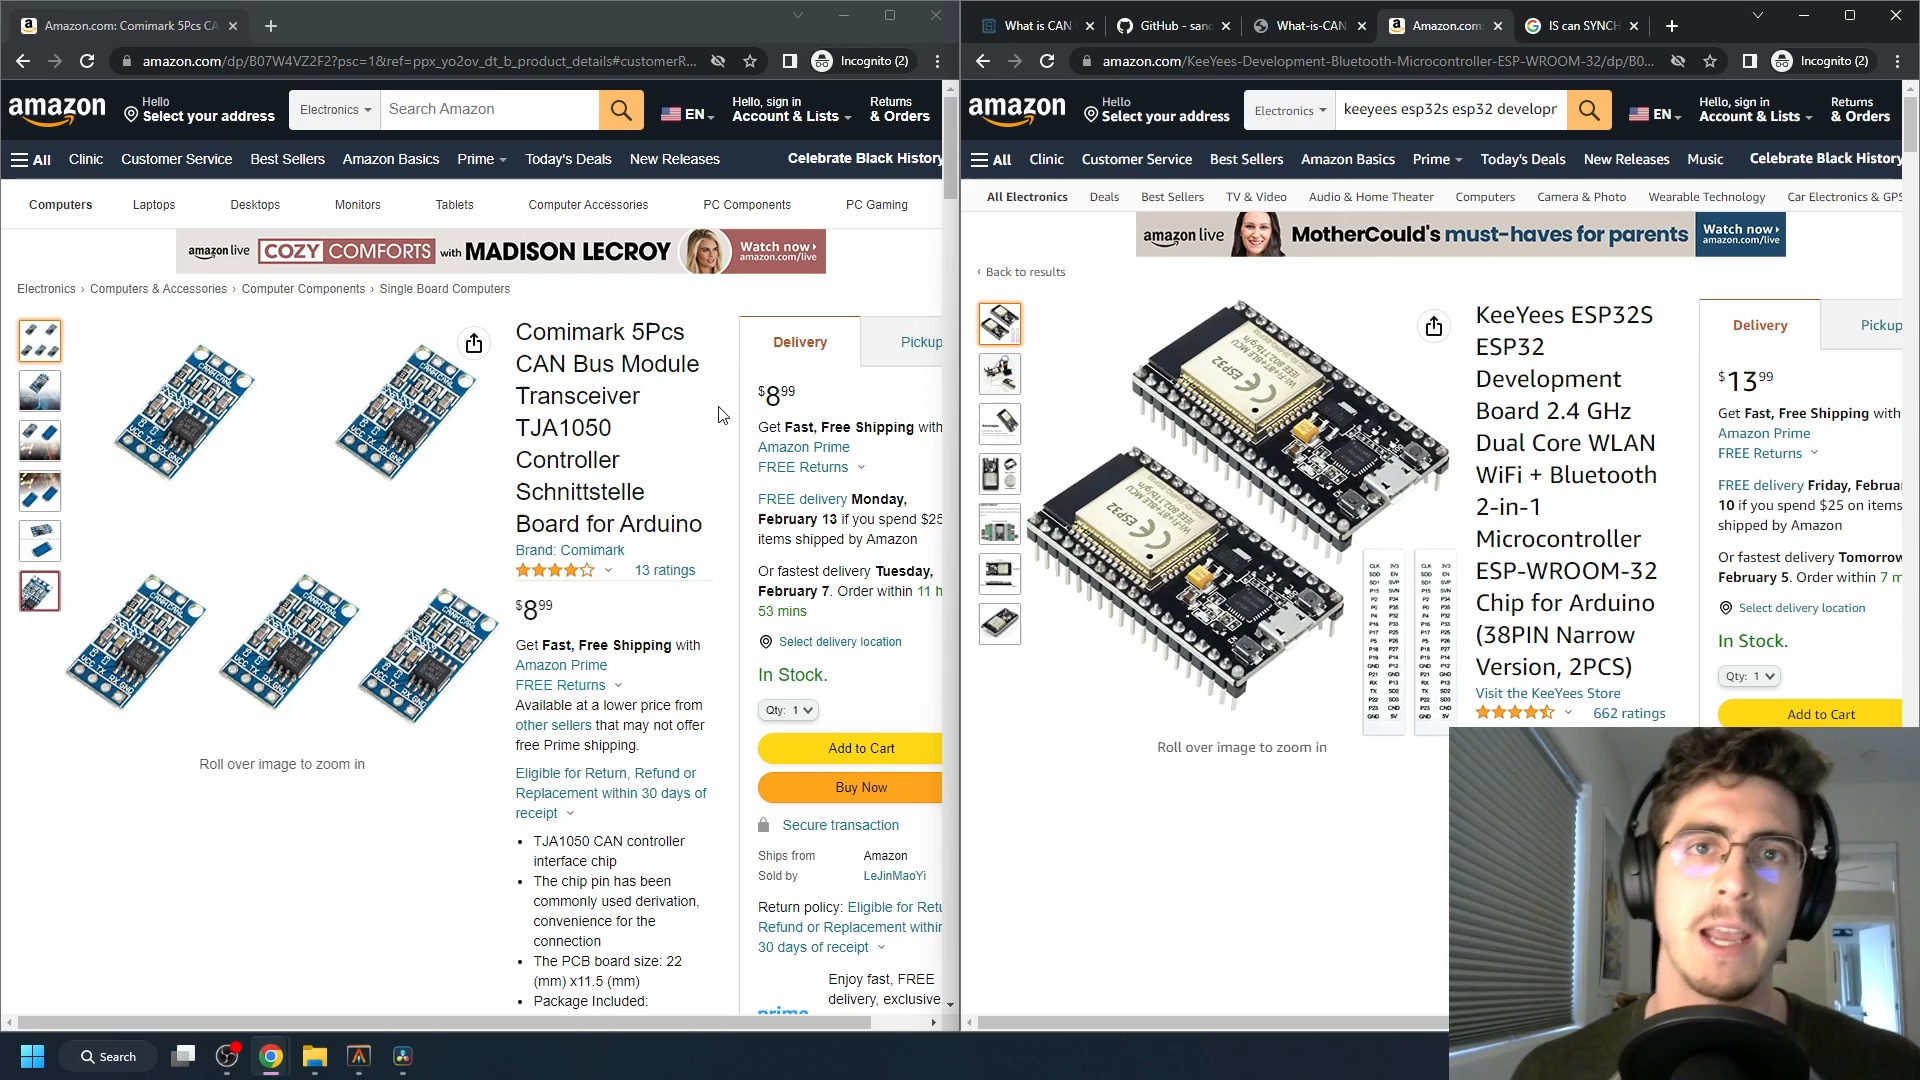 Amazon.com: Comimark 5Pcs CA
amazon.com/dp/B07W4VZ2F2?psc=1&ref=ppx_yo2ov_dt_b_product_details#customerR...
Incognito (2)
amazon
Hello
Select your address
Electronics
Search Amazon
EN
Hello, sign in
Account & Lists
Returns
& Orders
All
Clinic
Customer Service
Best Sellers
Amazon Basics
Prime
Today's Deals
New Releases
Celebrate Black History
Computers
Laptops
Desktops
Monitors
Tablets
Computer Accessories
PC Components
PC Gaming
amazon live COZY COMFORTS with MADISON LECROY
Watch now
amazon.com/live
Electronics › Computers & Accessories › Computer Components › Single Board Computers
Comimark 5Pcs
CAN Bus Module
Transceiver
TJA1050
Controller
Schnittstelle
Board for Arduino
Brand: Comimark
13 ratings
$8 99
Get Fast, Free Shipping with
Amazon Prime
FREE Returns
Available at a lower price from
other sellers that may not offer
free Prime shipping.
Eligible for Return, Refund or
Replacement within 30 days of
receipt
• TJA1050 CAN controller
interface chip
• The chip pin has been
commonly used derivation,
convenience for the
connection
• The PCB board size: 22
(mm) x11.5 (mm)
• Package Included:
Roll over image to zoom in
Delivery
Pickup
$8 99
Get Fast, Free Shipping with
Amazon Prime
FREE Returns
FREE delivery Monday,
February 13 if you spend $25
items shipped by Amazon
Or fastest delivery Tuesday,
February 7. Order within 11 h
53 mins
Select delivery location
In Stock.
Qty: 1
Add to Cart
Buy Now
Secure transaction
Ships from
Amazon
Sold by
LeJinMaoYi
Return policy: Eligible for Retu
Refund or Replacement within
30 days of receipt
Enjoy fast, FREE
delivery, exclusive
prime
What is CAN
GitHub - sanc
What-is-CAN
Amazon.com
IS can SYNCH
amazon.com/KeeYees-Development-Bluetooth-Microcontroller-ESP-WROOM-32/dp/B0...
Incognito (2)
amazon
Hello
Select your address
Electronics
keeyees esp32s esp32 developr
EN
Hello, sign in
Account & Lists
Returns
& Orders
All
Clinic
Customer Service
Best Sellers
Amazon Basics
Prime
Today's Deals
New Releases
Music
Celebrate Black History
All Electronics
Deals
Best Sellers
TV & Video
Audio & Home Theater
Computers
Camera & Photo
Wearable Technology
Car Electronics & GPS
amazon live MotherCould's must-haves for parents
Watch now
amazon.com/live
‹ Back to results
KeeYees ESP32S
ESP32
Development
Board 2.4 GHz
Dual Core WLAN
WiFi + Bluetooth
2-in-1
Microcontroller
ESP-WROOM-32
Chip for Arduino
(38PIN Narrow
Version, 2PCS)
Visit the KeeYees Store
662 ratings
Roll over image to zoom in
Delivery
Pickup
$13 99
Get Fast, Free Shipping with
Amazon Prime
FREE Returns
FREE delivery Friday, Februar
10 if you spend $25 on items
shipped by Amazon
Or fastest delivery Tomorrow
February 5. Order within 7 m
Select delivery location
In Stock.
Qty: 1
Add to Cart
Search